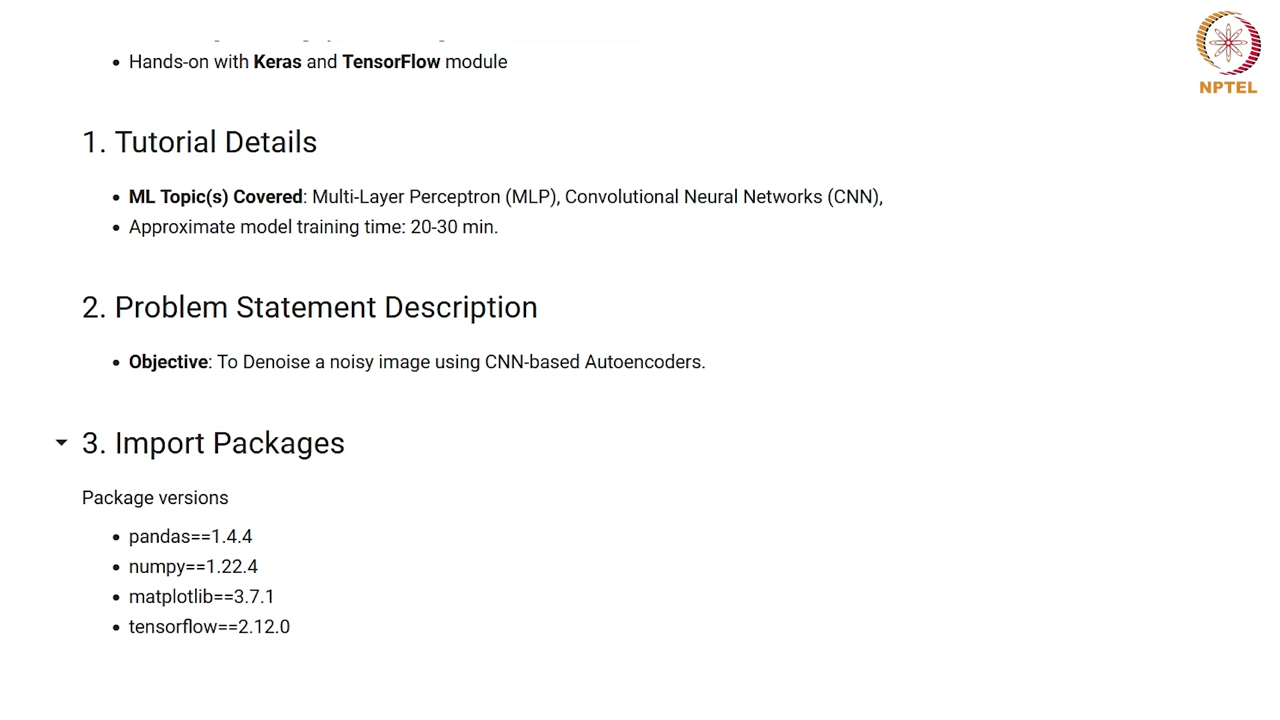 Hands-on with Keras and TensorFlow module
NPTEL
1. Tutorial Details
ML Topic(s) Covered: Multi-Layer Perceptron (MLP), Convolutional Neural Networks (CNN),
Approximate model training time: 20-30 min.
2. Problem Statement Description
Objective: To Denoise a noisy image using CNN-based Autoencoders.
3. Import Packages
Package versions
pandas==1.4.4
numpy==1.22.4
matplotlib==3.7.1
tensorflow==2.12.0